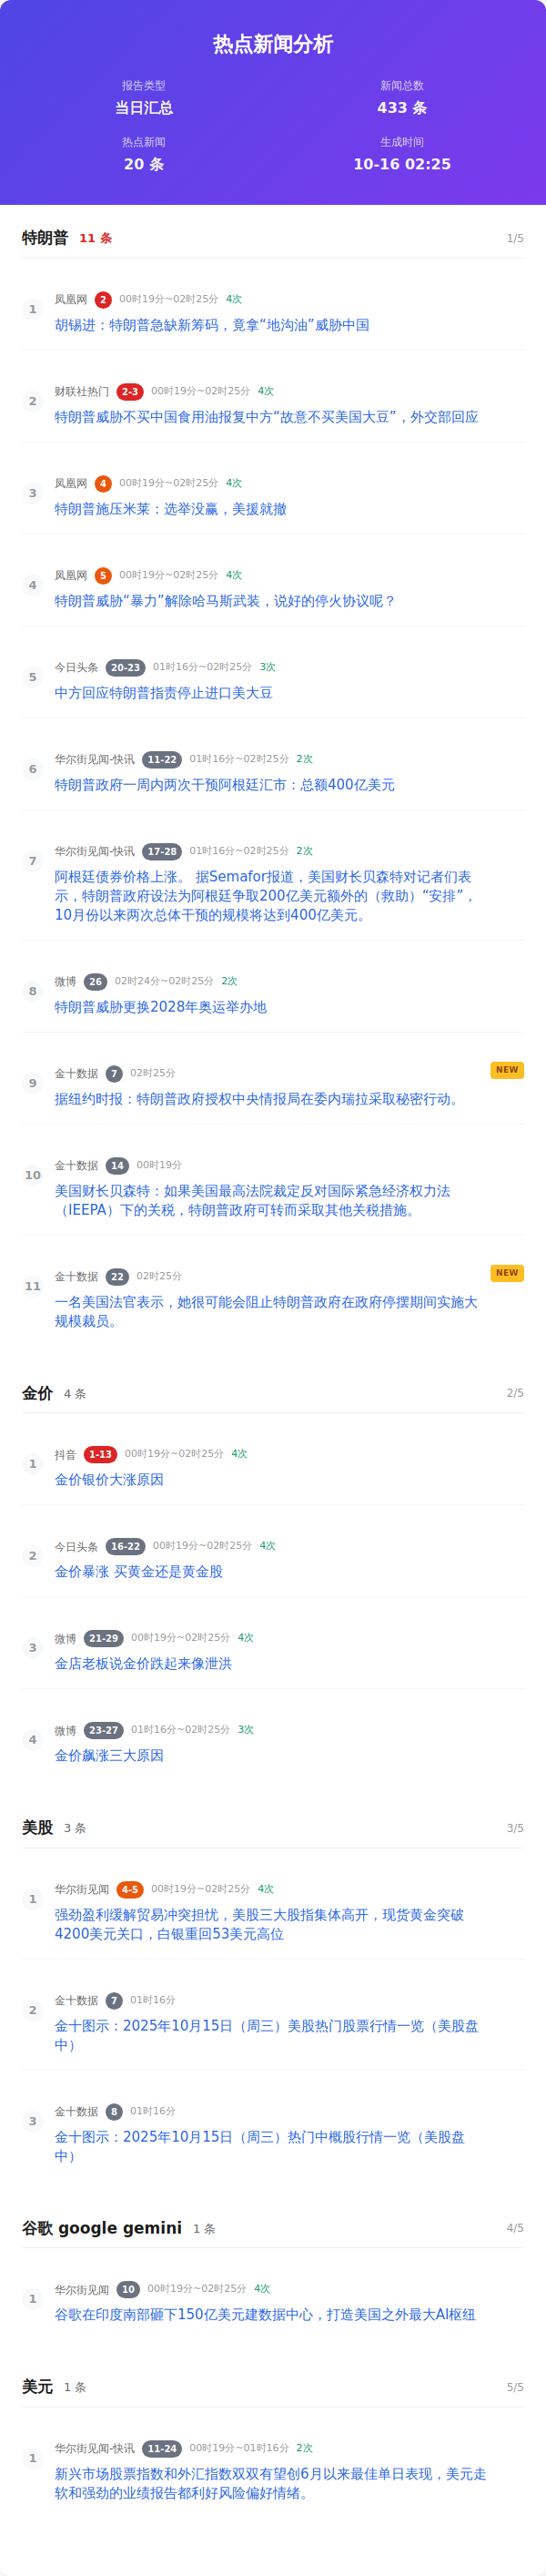 热点新闻分析
报告类型
新闻总数
当日汇总
433 条
热点新闻
生成时间
20 条
10-16 02:25
特朗普 11 条 1/5
1
凤凰网 2 00时19分~02时25分 4次
胡锡进：特朗普急缺新筹码，竟拿“地沟油”威胁中国
2
财联社热门 2-3 00时19分~02时25分 4次
特朗普威胁不买中国食用油报复中方“故意不买美国大豆”，外交部回应
3
凤凰网 4 00时19分~02时25分 4次
特朗普施压米莱：选举没赢，美援就撤
4
凤凰网 5 00时19分~02时25分 4次
特朗普威胁“暴力”解除哈马斯武装，说好的停火协议呢？
5
今日头条 20-23 01时16分~02时25分 3次
中方回应特朗普指责停止进口美大豆
6
华尔街见闻-快讯 11-22 01时16分~02时25分 2次
特朗普政府一周内两次干预阿根廷汇市：总额400亿美元
7
华尔街见闻-快讯 17-28 01时16分~02时25分 2次
阿根廷债券价格上涨。 据Semafor报道，美国财长贝森特对记者们表
示，特朗普政府设法为阿根廷争取200亿美元额外的（救助）“安排”，
10月份以来两次总体干预的规模将达到400亿美元。
8
微博 26 02时24分~02时25分 2次
特朗普威胁更换2028年奥运举办地
9
金十数据 7 02时25分 NEW
据纽约时报：特朗普政府授权中央情报局在委内瑞拉采取秘密行动。
10
金十数据 14 00时19分
美国财长贝森特：如果美国最高法院裁定反对国际紧急经济权力法
（IEEPA）下的关税，特朗普政府可转而采取其他关税措施。
11
金十数据 22 02时25分 NEW
一名美国法官表示，她很可能会阻止特朗普政府在政府停摆期间实施大
规模裁员。
金价 4 条 2/5
1
抖音 1-13 00时19分~02时25分 4次
金价银价大涨原因
2
今日头条 16-22 00时19分~02时25分 4次
金价暴涨 买黄金还是黄金股
3
微博 21-29 00时19分~02时25分 4次
金店老板说金价跌起来像泄洪
4
微博 23-27 01时16分~02时25分 3次
金价飙涨三大原因
美股 3 条 3/5
1
华尔街见闻 4-5 00时19分~02时25分 4次
强劲盈利缓解贸易冲突担忧，美股三大股指集体高开，现货黄金突破
4200美元关口，白银重回53美元高位
2
金十数据 7 01时16分
金十图示：2025年10月15日（周三）美股热门股票行情一览（美股盘
中）
3
金十数据 8 01时16分
金十图示：2025年10月15日（周三）热门中概股行情一览（美股盘
中）
谷歌 google gemini 1 条 4/5
1
华尔街见闻 10 00时19分~02时25分 4次
谷歌在印度南部砸下150亿美元建数据中心，打造美国之外最大AI枢纽
美元 1 条 5/5
1
华尔街见闻-快讯 11-24 00时19分~01时16分 2次
新兴市场股票指数和外汇指数双双有望创6月以来最佳单日表现，美元走
软和强劲的业绩报告都利好风险偏好情绪。